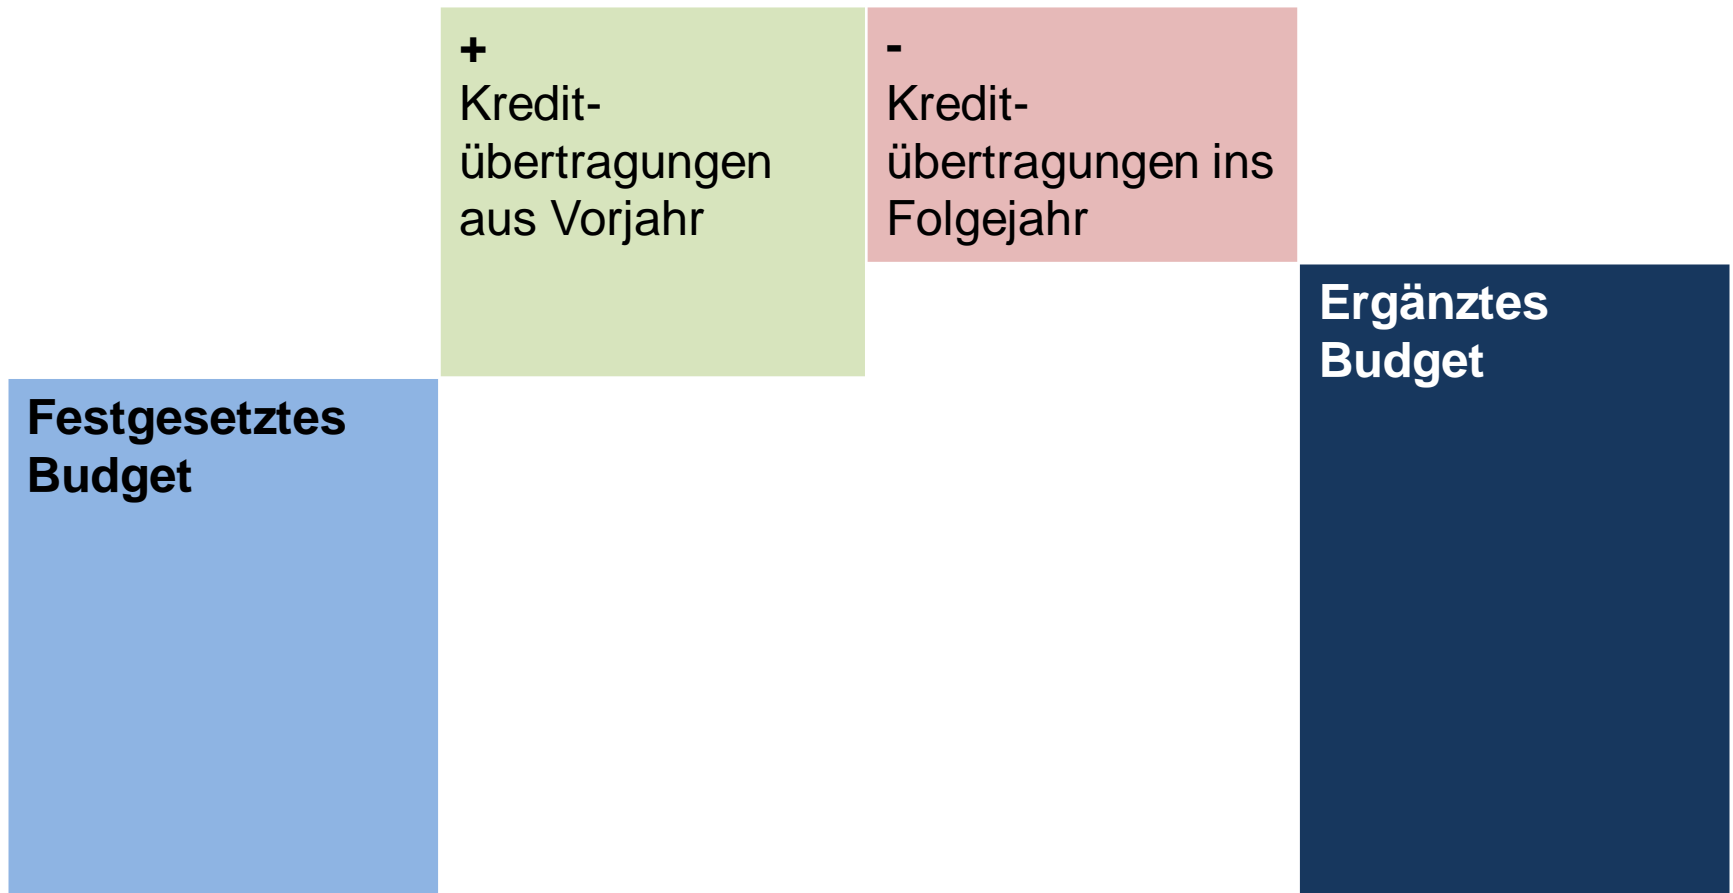 +
Kredit-
übertragungen
aus Vorjahr
-
Kredit-
übertragungen ins
Folgejahr
Ergänztes
Budget
Festgesetztes
Budget